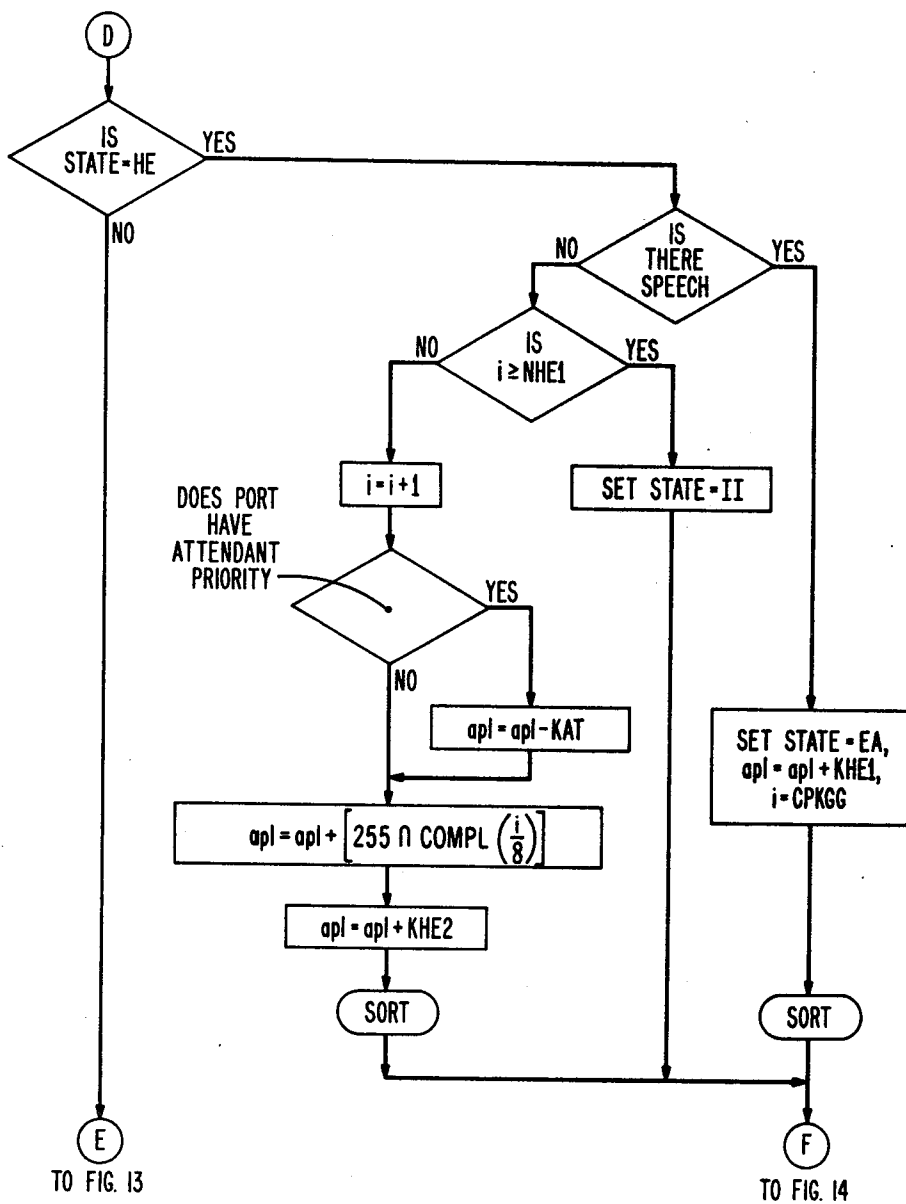 D
IS
STATE=HE
YES
NO
IS
THERE
SPEECH
NO
YES
IS
i ≥ NHE1
NO
YES
i = i + 1
SET STATE = II
DOES PORT
HAVE
ATTENDANT
PRIORITY
YES
NO
apl = apl - KAT
SET STATE = EA,
apl = apl + KHE1,
i = CPKGG
apl = apl + [255 ∩ COMPL (i/8)]
apl = apl + KHE2
SORT
SORT
E
TO FIG. 13
F
TO FIG. 14